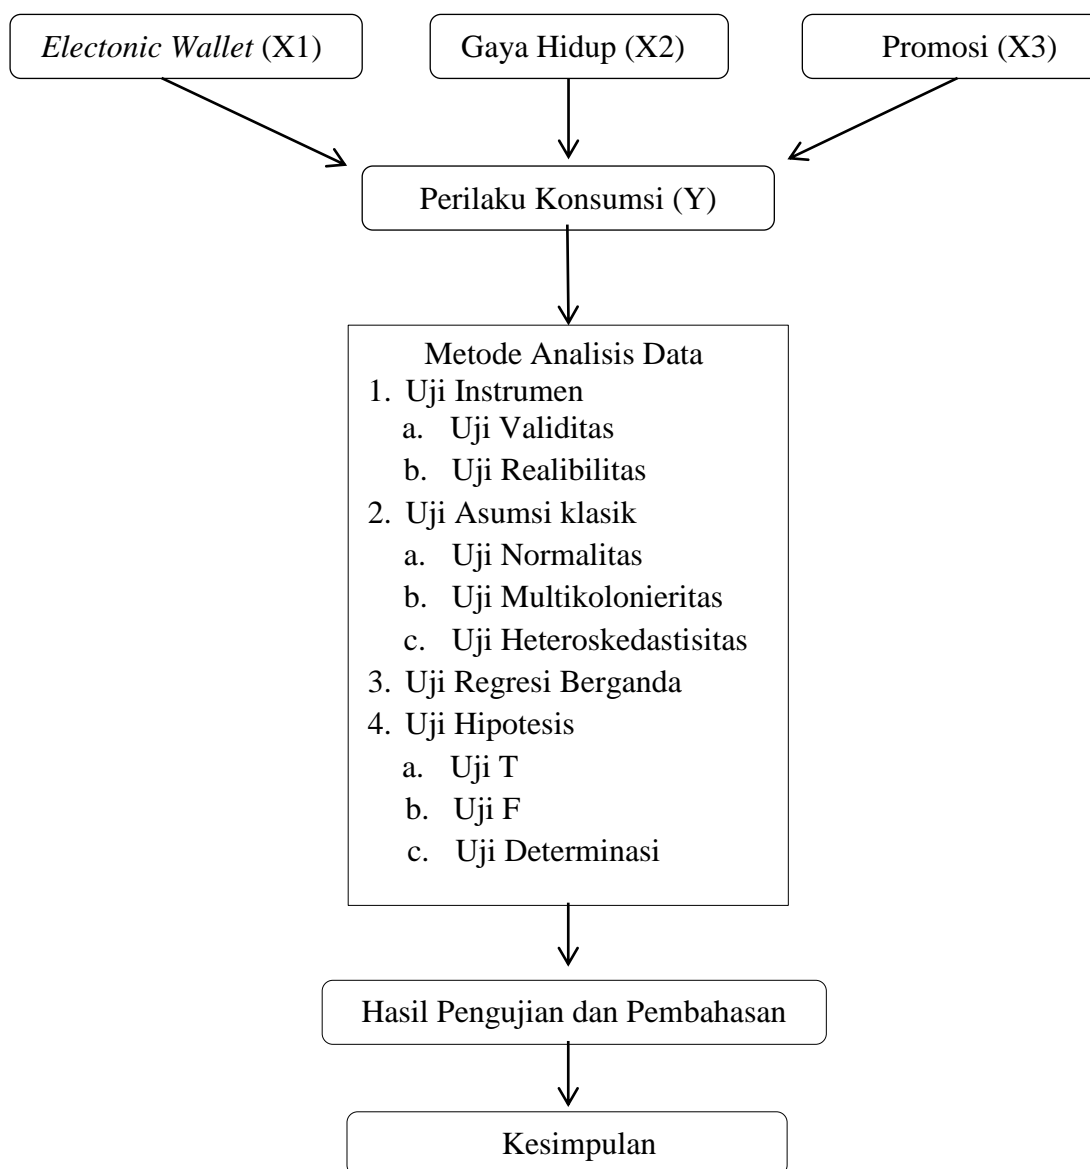 Electonic Wallet (X1)
Gaya Hidup (X2)
Promosi (X3)
Perilaku Konsumsi (Y)
Metode Analisis Data
1. Uji Instrumen
a. Uji Validitas
b. Uji Realibilitas
2. Uji Asumsi klasik
a. Uji Normalitas
b. Uji Multikolonieritas
c. Uji Heteroskedastisitas
3. Uji Regresi Berganda
4. Uji Hipotesis
a. Uji T
b. Uji F
c. Uji Determinasi
Hasil Pengujian dan Pembahasan
Kesimpulan